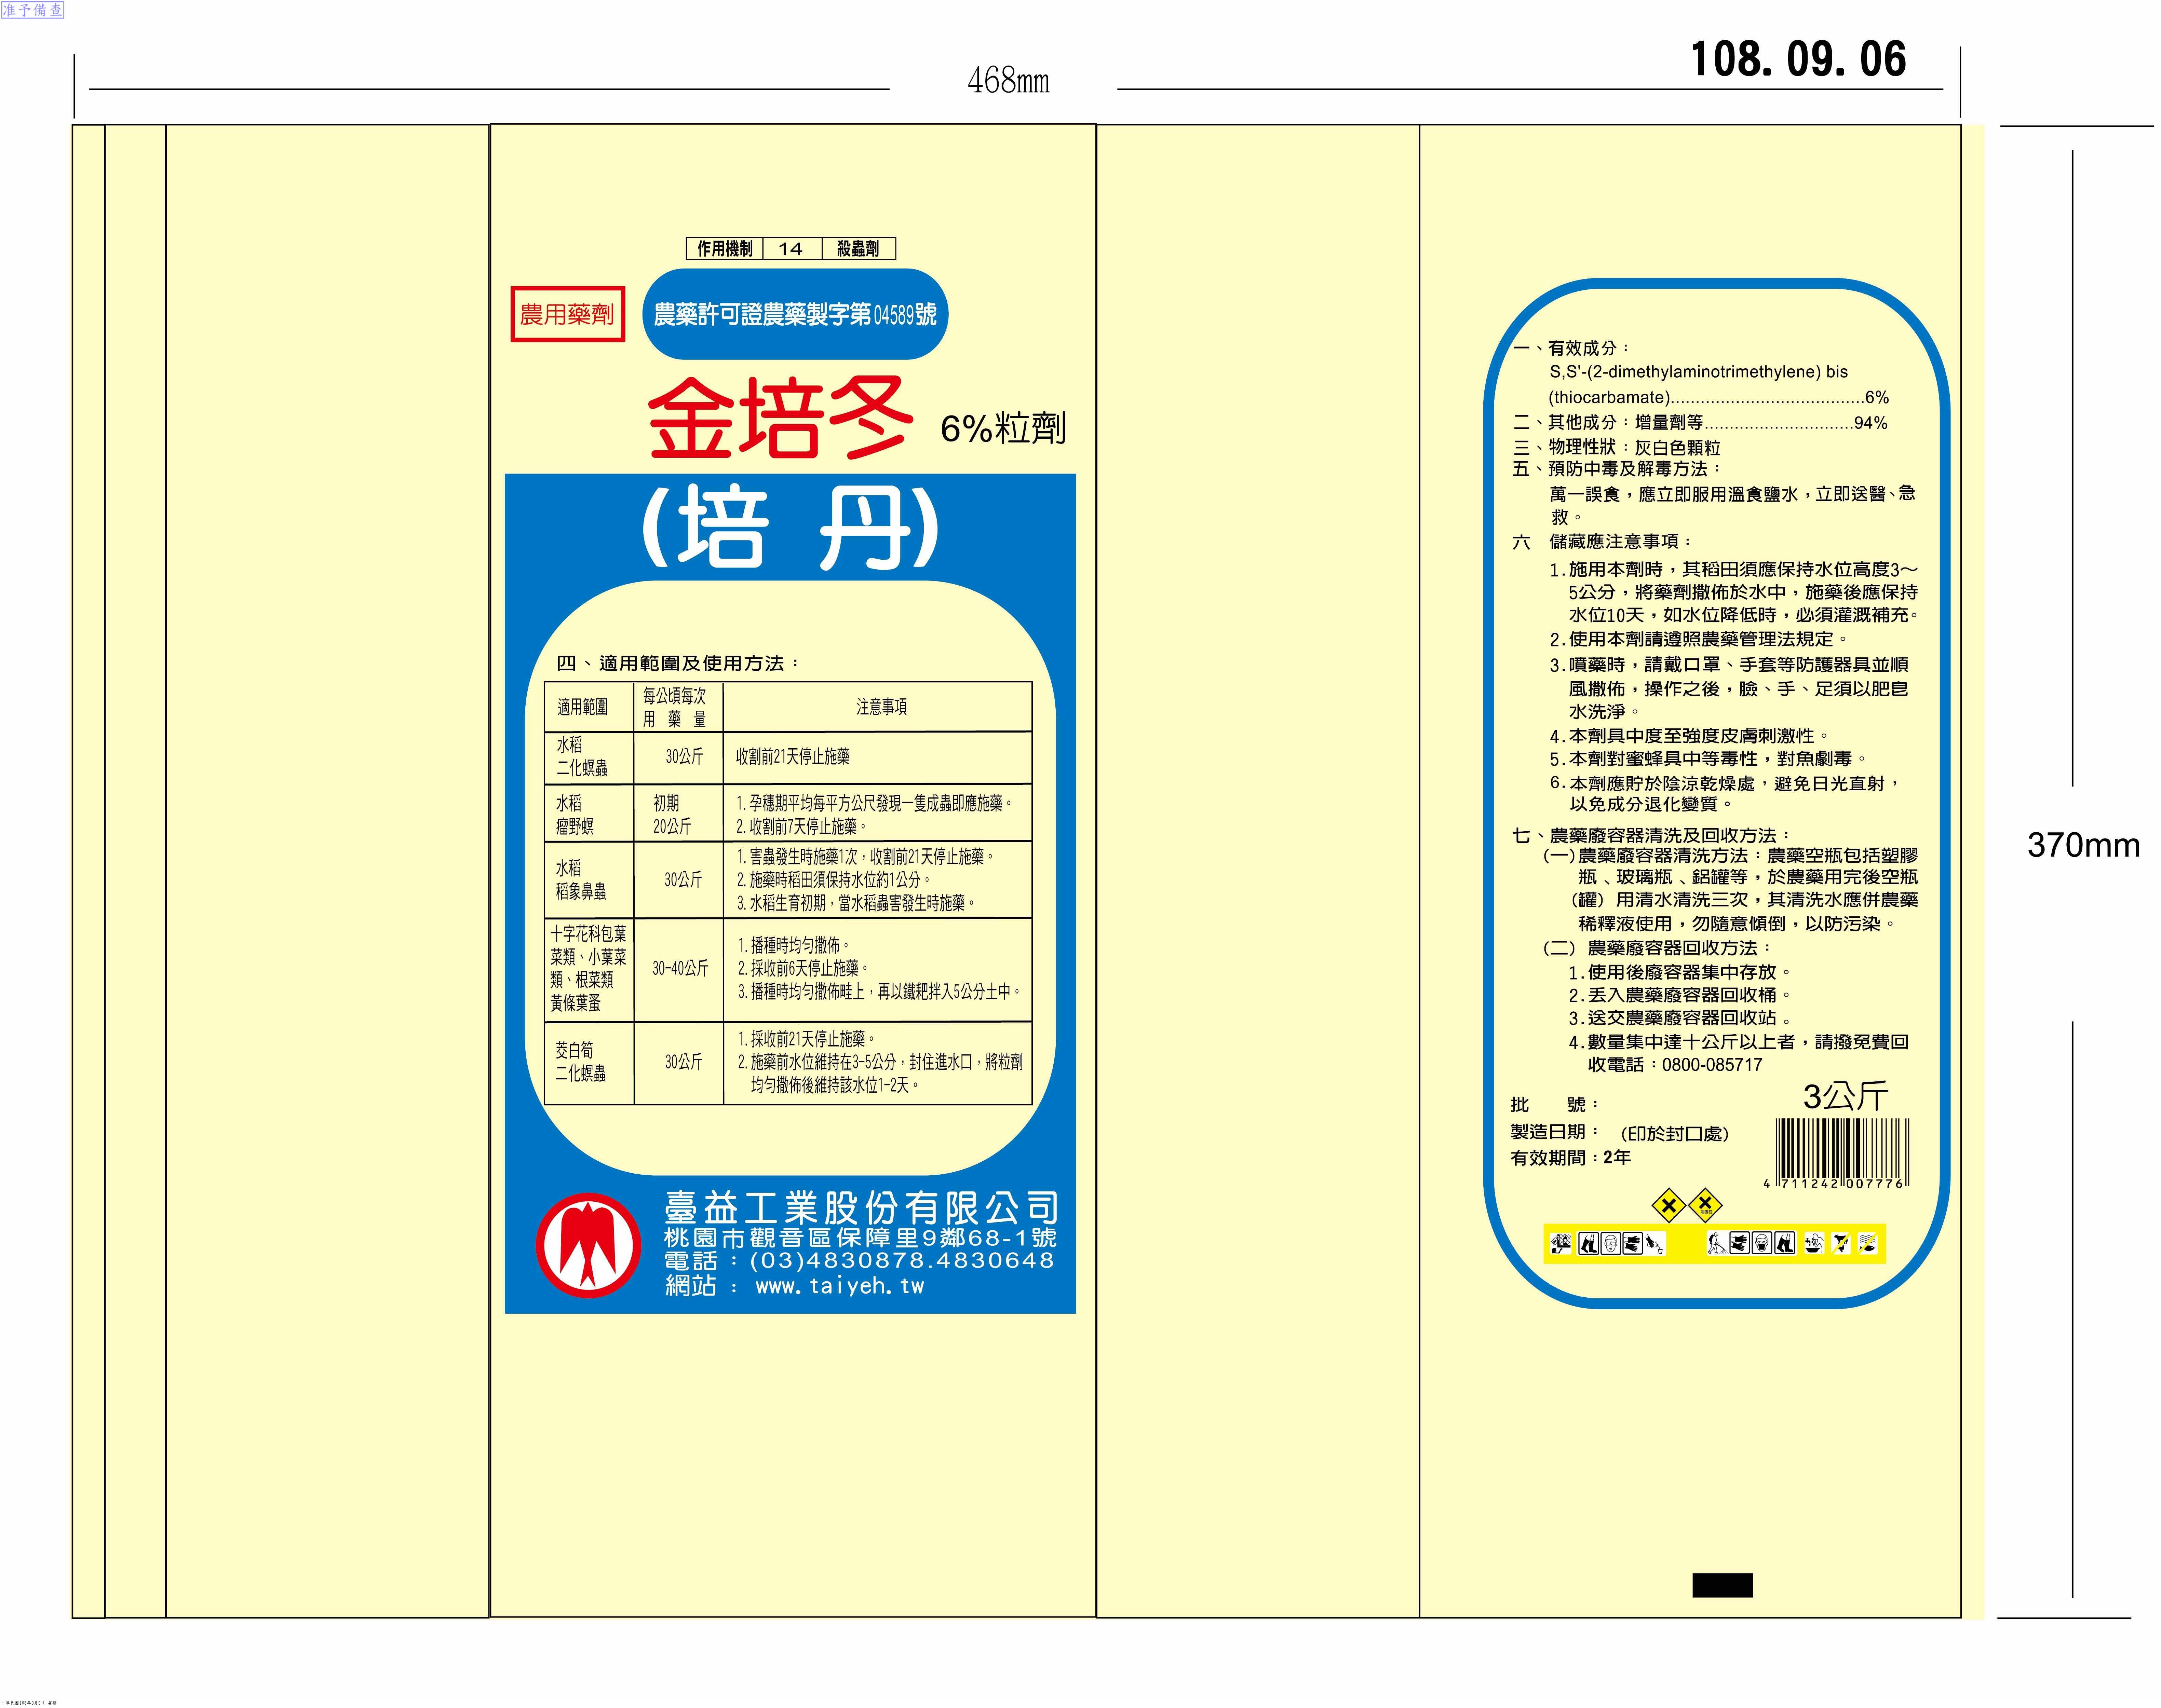 准予備查
108.09.06
468mm
370mm
作用機制 14 殺蟲劑
農用藥劑
農藥許可證農藥製字第04589號
金培冬 6%粒劑
(培 丹)
四、適用範圍及使用方法：
適用範圍 每公頃每次用 藥 量 注意事項
水稻
二化螟蟲
30公斤
收割前21天停止施藥
水稻
瘤野螟
初期
20公斤
1.孕穗期平均每平方公尺發現一隻成蟲即應施藥。
2.收割前7天停止施藥。
水稻
稻象鼻蟲
30公斤
1.害蟲發生時施藥1次，收割前21天停止施藥。
2.施藥時稻田須保持水位約1公分。
3.水稻生育初期，當水稻蟲害發生時施藥。
十字花科包葉
菜類、小葉菜
類、根菜類
黃條葉蚤
30-40公斤
1.播種時均勻撒佈。
2.採收前6天停止施藥。
3.播種時均勻撒佈畦上，再以鐵耙拌入5公分土中。
茭白筍
二化螟蟲
30公斤
1.採收前21天停止施藥。
2.施藥前水位維持在3-5公分，封住進水口，將粒劑
均勻撒佈後維持該水位1-2天。
臺益工業股份有限公司
桃園市觀音區保障里9鄰68-1號
電話：(03)4830878.4830648
網站：www.taiyeh.tw
一、有效成分：
S,S'-(2-dimethylaminotrimethylene) bis
(thiocarbamate).......................................6%
二、其他成分：增量劑等..............................94%
三、物理性狀：灰白色顆粒
五、預防中毒及解毒方法：
萬一誤食，應立即服用溫食鹽水，立即送醫、急
救。
六 儲藏應注意事項：
1.施用本劑時，其稻田須應保持水位高度3～
5公分，將藥劑撒佈於水中，施藥後應保持
水位10天，如水位降低時，必須灌溉補充。
2.使用本劑請遵照農藥管理法規定。
3.噴藥時，請戴口罩、手套等防護器具並順
風撒佈，操作之後，臉、手、足須以肥皂
水洗淨。
4.本劑具中度至強度皮膚刺激性。
5.本劑對蜜蜂具中等毒性，對魚劇毒。
6.本劑應貯於陰涼乾燥處，避免日光直射，
以免成分退化變質。
七、農藥廢容器清洗及回收方法：
(一)農藥廢容器清洗方法：農藥空瓶包括塑膠
瓶、玻璃瓶、鋁罐等，於農藥用完後空瓶
(罐) 用清水清洗三次，其清洗水應併農藥
稀釋液使用，勿隨意傾倒，以防污染。
(二) 農藥廢容器回收方法：
1.使用後廢容器集中存放。
2.丟入農藥廢容器回收桶。
3.送交農藥廢容器回收站。
4.數量集中達十公斤以上者，請撥免費回
收電話：0800-085717
3公斤
批 號：
製造日期： (印於封口處)
有效期間：2年
4 711242 007776